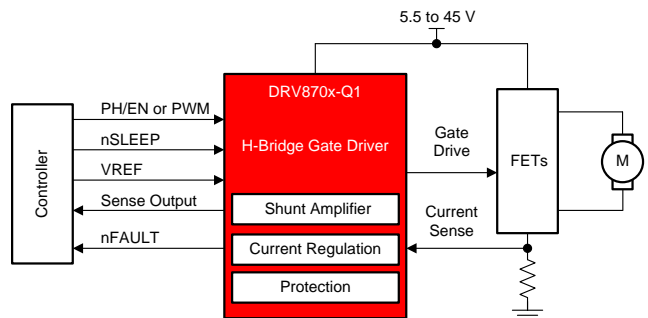 5.5 to 45 V
DRV870x-Q1
H-Bridge Gate Driver
Controller
PH/EN or PWM
nSLEEP
VREF
Sense Output
nFAULT
Shunt Amplifier
Current Regulation
Protection
Gate
Drive
Current
Sense
FETs
M